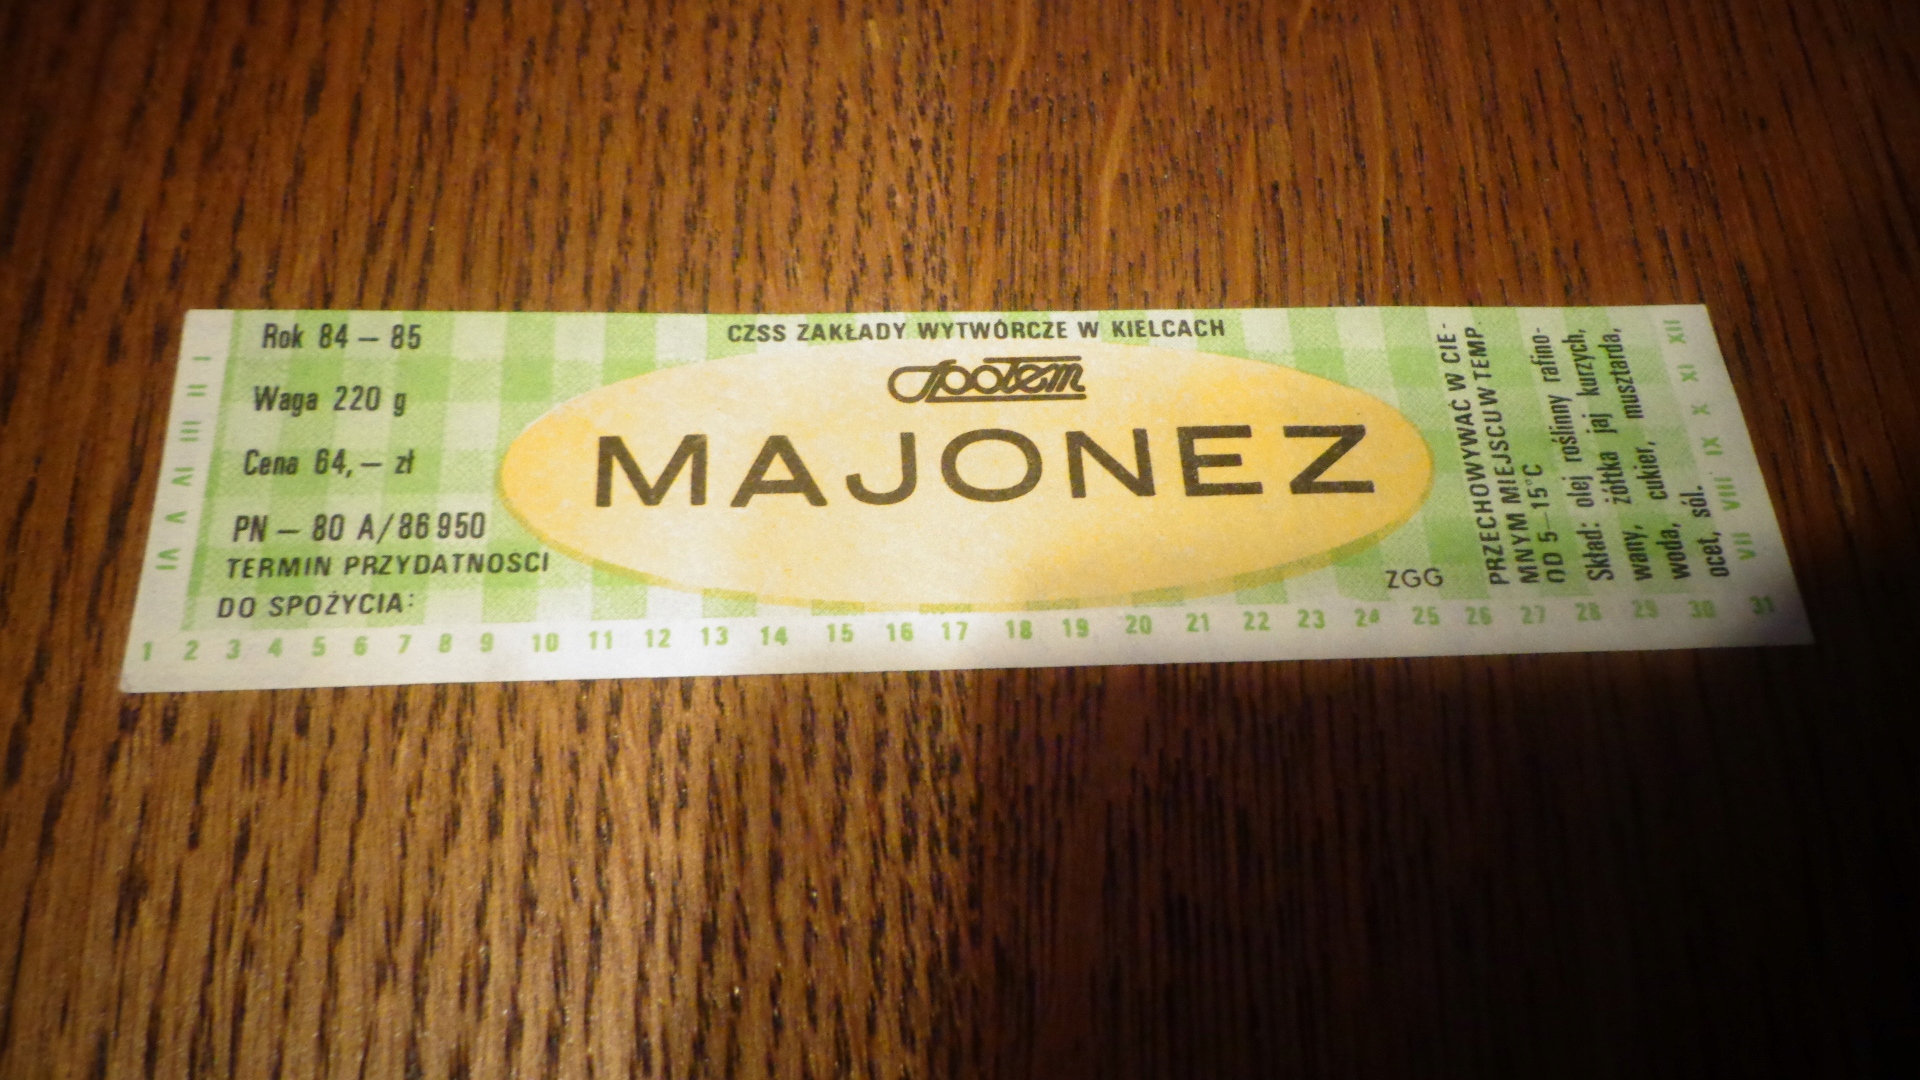 Rok 84 – 85
Waga 220 g
Cena 64,– zł
PN – 80 A/86950
TERMIN PRZYDATNOSCI
DO SPOŻYCIA:
CZSS ZAKŁADY WYTWÓRCZE W KIELCACH
Społem
MAJONEZ
ZGG
PRZECHOWYWAĆ W CIE-
MNYM MIEJSCU W TEMP.
OD 5–15°C
Skład: olej roślinny rafino-
wany, żółtka jaj kurzych,
woda, cukier, musztarda,
ocet, sól.
I II III IV V VI
VII VIII IX X XI XII
1 2 3 4 5 6 7 8 9 10 11 12 13 14 15 16 17 18 19 20 21 22 23 24 25 26 27 28 29 30 31